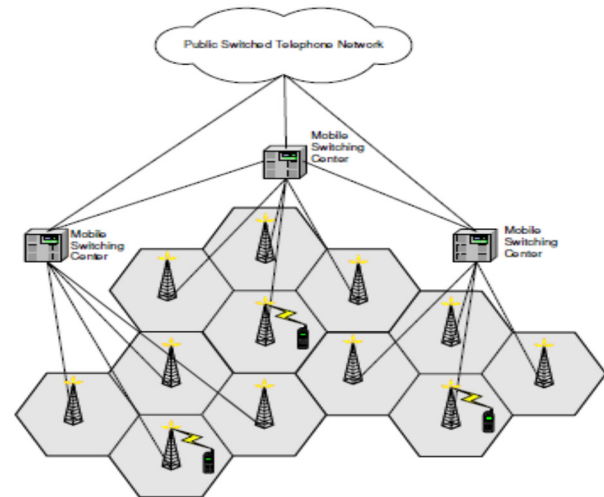 Public Switched Telephone Network
Mobile
Switching
Center
Mobile
Switching
Center
Mobile
Switching
Center